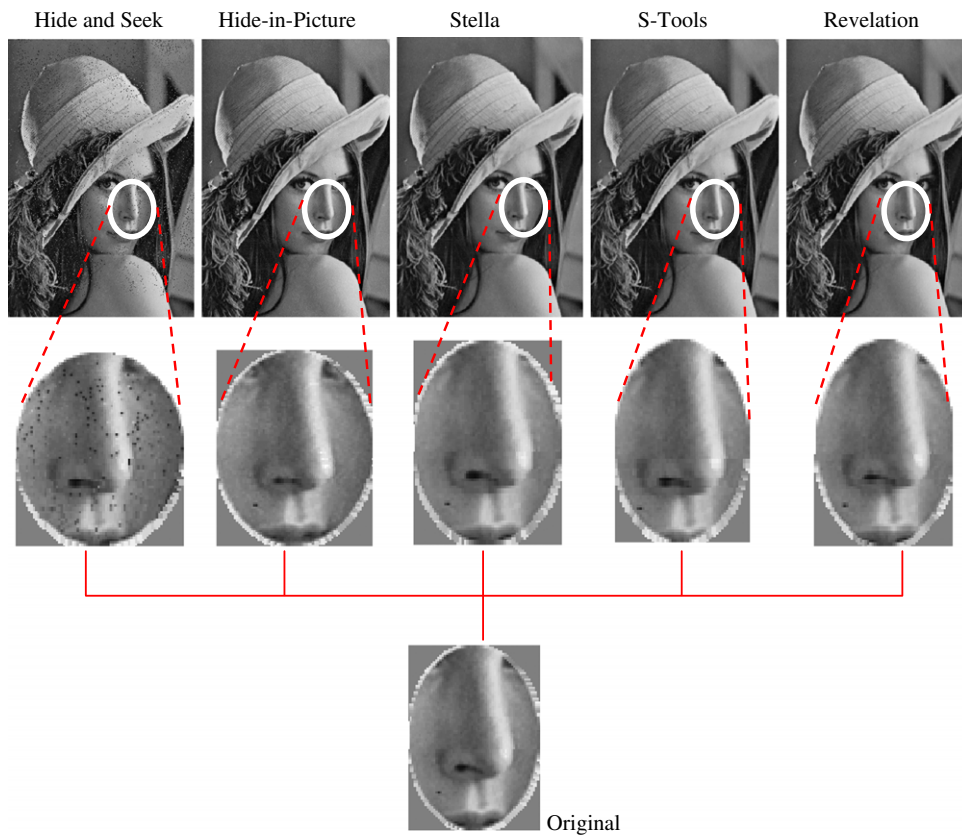 Hide and Seek
Hide-in-Picture
Stella
S-Tools
Revelation
Original